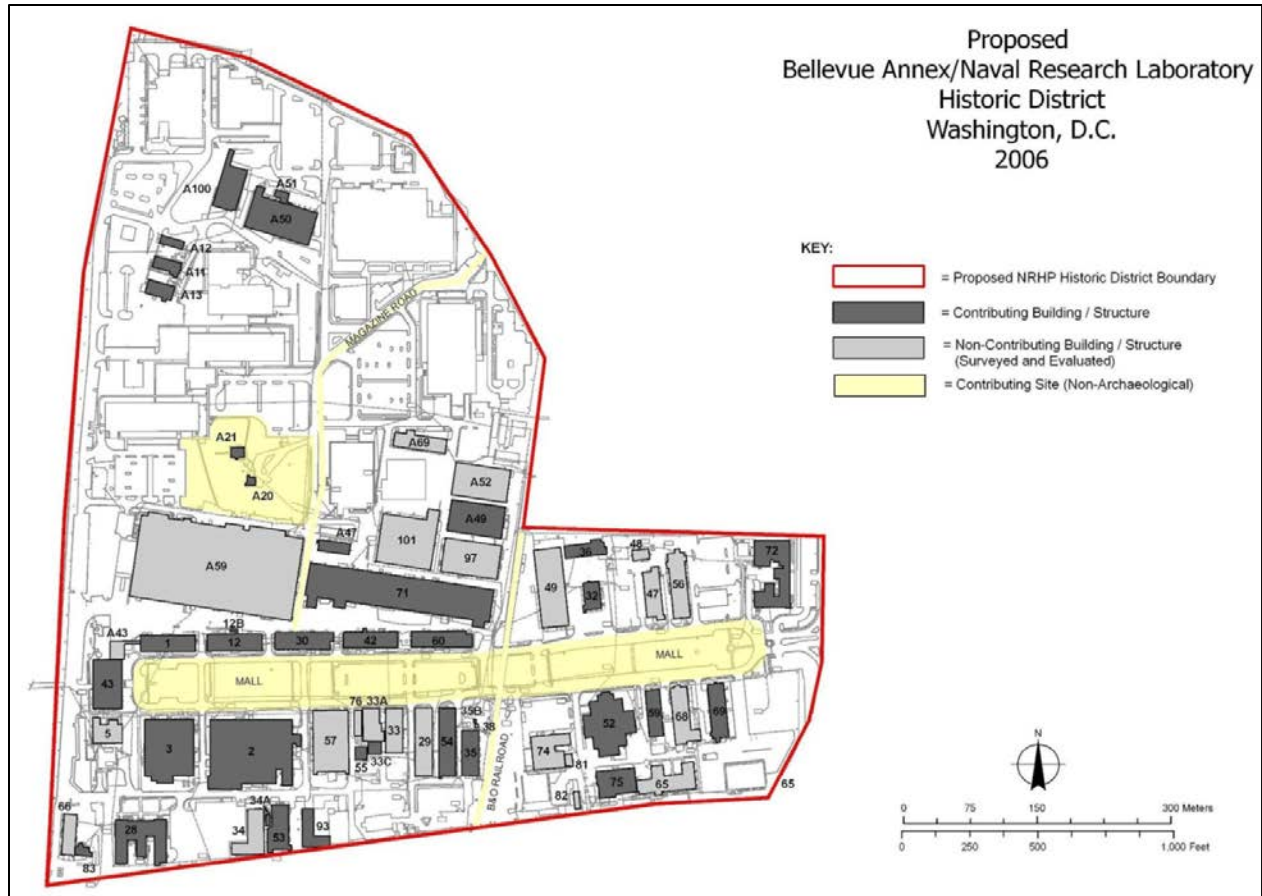 Proposed
Bellevue Annex/Naval Research Laboratory
Historic District
Washington, D.C.
2006
KEY:
= Proposed NRHP Historic District Boundary
= Contributing Building / Structure
= Non-Contributing Building / Structure
(Surveyed and Evaluated)
= Contributing Site (Non-Archaeological)
A100
A51
A50
A12
A11
A13
MAGAZINE ROAD
A21
A20
A69
A52
A49
A47
101
97
A59
71
36
48
72
49
32
47
56
12B
A43
1
12
30
42
60
43
MALL
MALL
5
3
2
57
76
33A
33
55
33C
29
54
35B
38
35
B&O RAILROAD
74
81
82
52
59
68
69
75
65
65
66
28
83
34A
34
53
93
N
0
75
150
300 Meters
0
250
500
1,000 Feet